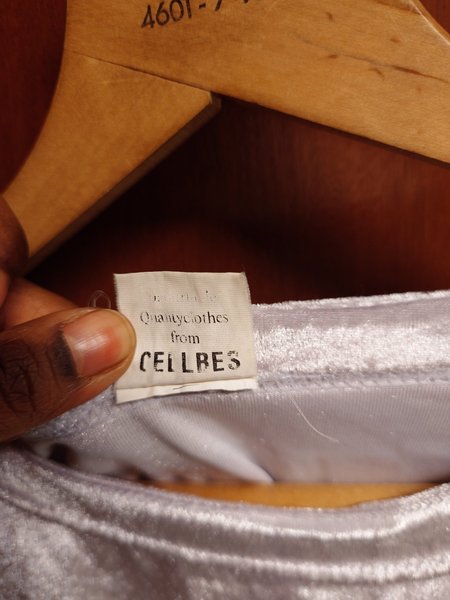 4601-7
Qualityclothes
from
CELLBES